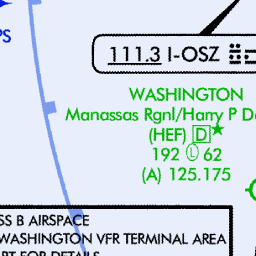 PS
111.3 I-OSZ
WASHINGTON
Manassas Rgnl/Harry P
(HEF) D
192 L 62
(A) 125.175
SS B AIRSPACE
WASHINGTON VFR TERMINAL AREA
RT FOR DETAILS